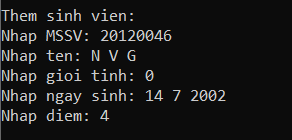 Them sinh vien:
Nhap MSSV: 20120046
Nhap ten: N V G
Nhap gioi tinh: 0
Nhap ngay sinh: 14 7 2002
Nhap diem: 4